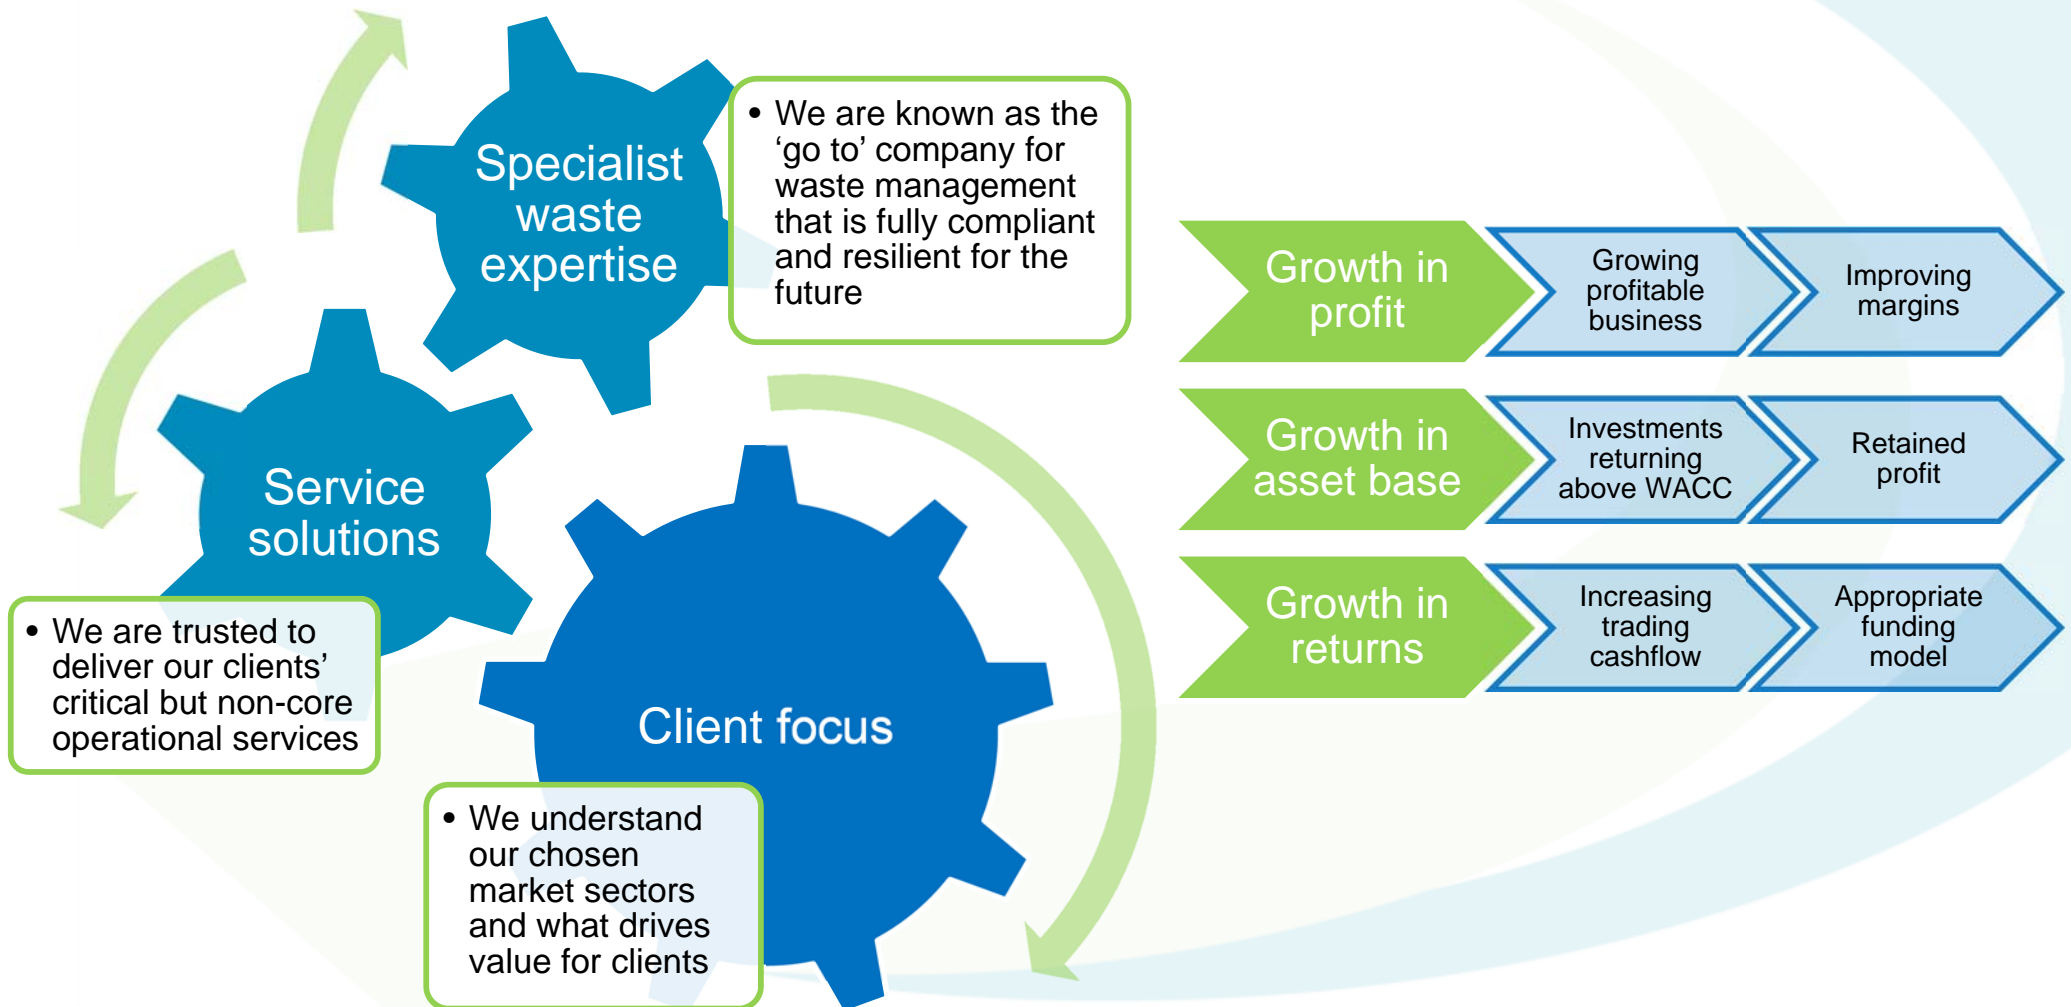 Specialist
waste
expertise
• We are known as the
‘go to’ company for
waste management
that is fully compliant
and resilient for the
future
Service
solutions
• We are trusted to
deliver our clients’
critical but non-core
operational services
Client focus
• We understand
our chosen
market sectors
and what drives
value for clients
Growth in
profit
Growing
profitable
business
Improving
margins
Growth in
asset base
Investments
returning
above WACC
Retained
profit
Growth in
returns
Increasing
trading
cashflow
Appropriate
funding
model